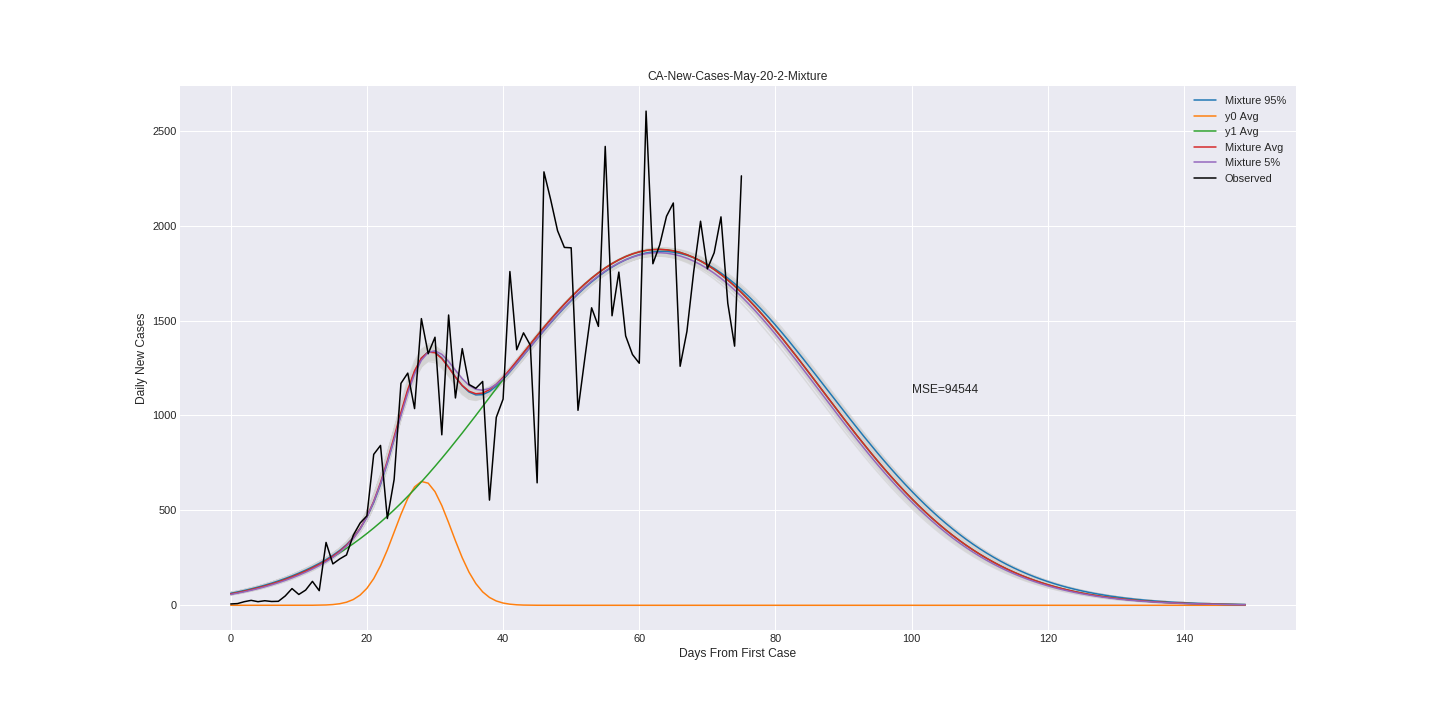 CA-New-Cases-May-20-2-Mixture
Mixture 95%
y0 Avg
y1 Avg
Mixture Avg
Mixture 5%
Observed
2500
2000
1500
1000
500
0
Daily New Cases
MSE=94544
0 20 40 60 80 100 120 140
Days From First Case